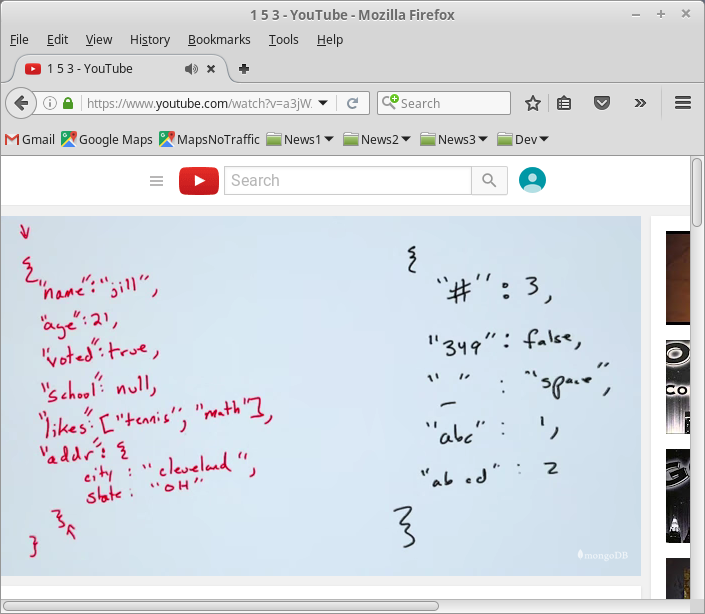 1 5 3 - YouTube - Mozilla Firefox
File Edit View History Bookmarks Tools Help
1 5 3 - YouTube
https://www.youtube.com/watch?v=a3jW
Search
Gmail Google Maps MapsNoTraffic News1 News2 News3 Dev
Search
{
"name":"jill",
"age":21,
"voted":true,
"school": null,
"likes":["tennis", "math"],
"addr": {
city : "cleveland",
state: "OH"
}
}
{
"#" : 3,
"349": false,
"_" : "space",
"abc" : 1,
"ab cd" : 2
}
mongoDB
CO